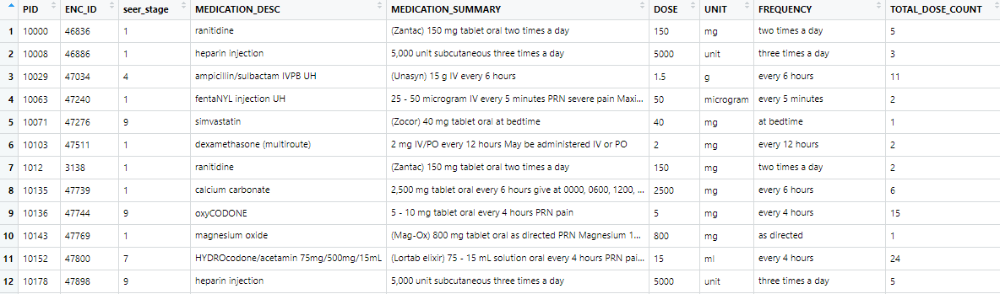 PID ENC_ID seer_stage MEDICATION_DESC MEDICATION_SUMMARY DOSE UNIT FREQUENCY TOTAL_DOSE_COUNT
1 10000 46836 1 ranitidine (Zantac) 150 mg tablet oral two times a day 150 mg two times a day 5
2 10008 46886 1 heparin injection 5,000 unit subcutaneous three times a day 5000 unit three times a day 3
3 10029 47034 4 ampicillin/sulbactam IVPB UH (Unasyn) 15 g IV every 6 hours 1.5 g every 6 hours 11
4 10063 47240 1 fentaNYL injection UH 25 - 50 microgram IV every 5 minutes PRN severe pain Maxi... 50 microgram every 5 minutes 2
5 10071 47276 9 simvastatin (Zocor) 40 mg tablet oral at bedtime 40 mg at bedtime 1
6 10103 47511 1 dexamethasone (multiroute) 2 mg IV/PO every 12 hours May be administered IV or PO 2 mg every 12 hours 2
7 1012 3138 1 ranitidine (Zantac) 150 mg tablet oral two times a day 150 mg two times a day 2
8 10135 47739 1 calcium carbonate 2,500 mg tablet oral every 6 hours give at 0000, 0600, 1200, ... 2500 mg every 6 hours 6
9 10136 47744 9 oxyCODONE 5 - 10 mg tablet oral every 4 hours PRN pain 5 mg every 4 hours 15
10 10143 47769 1 magnesium oxide (Mag-Ox) 800 mg tablet oral as directed PRN Magnesium 1... 800 mg as directed 1
11 10152 47800 7 HYDROcodone/acetamin 75mg/500mg/15mL (Lortab elixir) 75 - 15 mL solution oral every 4 hours PRN pai... 15 ml every 4 hours 24
12 10178 47898 9 heparin injection 5,000 unit subcutaneous three times a day 5000 unit three times a day 5